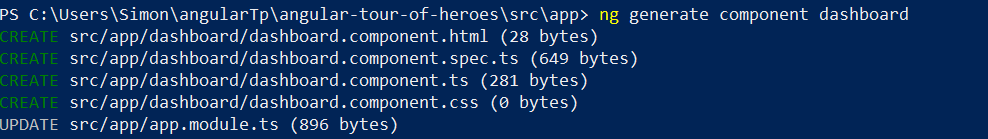 PS C:\Users\Simon\angularTp\angular-tour-of-heroes\src\app> ng generate component dashboard
CREATE src/app/dashboard/dashboard.component.html (28 bytes)
CREATE src/app/dashboard/dashboard.component.spec.ts (649 bytes)
CREATE src/app/dashboard/dashboard.component.ts (281 bytes)
CREATE src/app/dashboard/dashboard.component.css (0 bytes)
UPDATE src/app/app.module.ts (896 bytes)